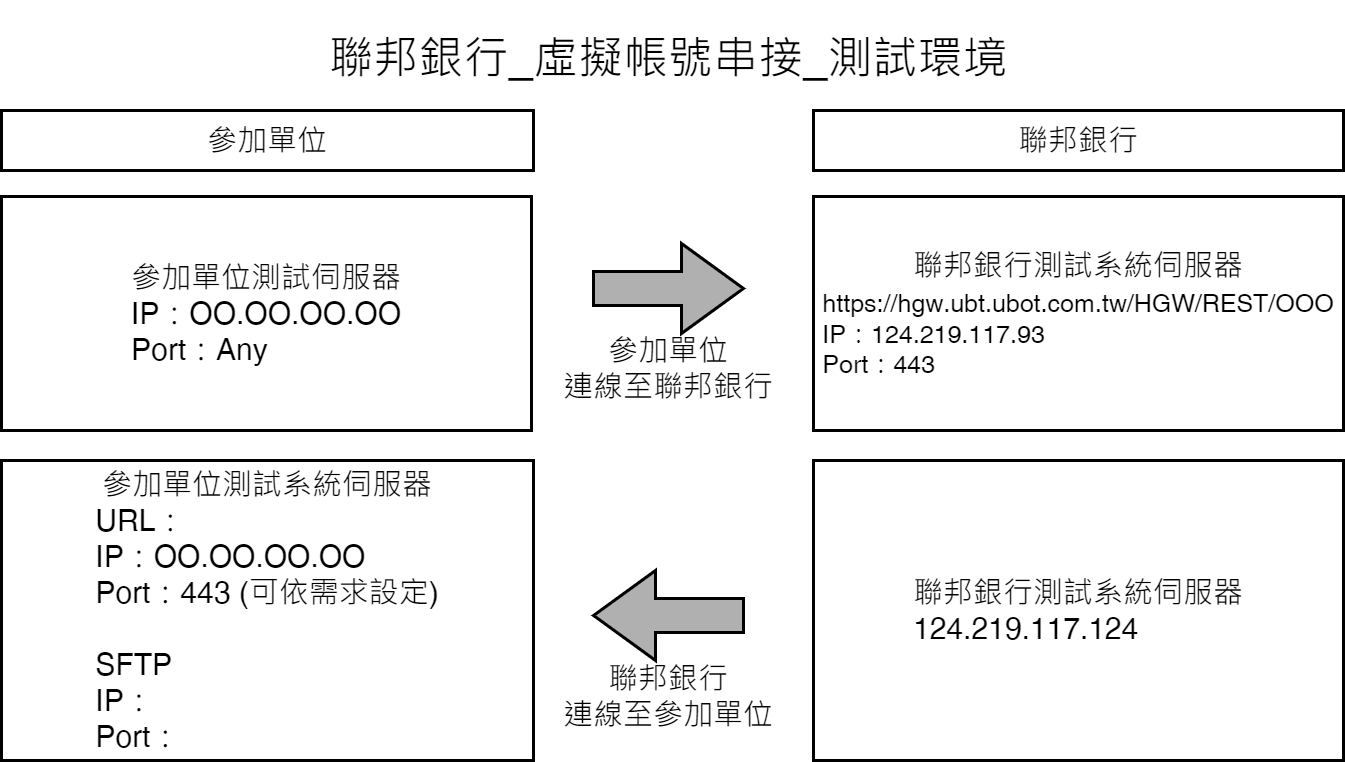 聯邦銀行_虛擬帳號串接_測試環境
參加單位
聯邦銀行
參加單位測試伺服器
IP：OO.OO.OO.OO
Port：Any
參加單位
連線至聯邦銀行
聯邦銀行測試系統伺服器
https://hgw.ubt.ubot.com.tw/HGW/REST/OOO
IP：124.219.117.93
Port：443
參加單位測試系統伺服器
URL：
IP：OO.OO.OO.OO
Port：443 (可依需求設定)
SFTP
IP：
Port：
聯邦銀行
連線至參加單位
聯邦銀行測試系統伺服器
124.219.117.124